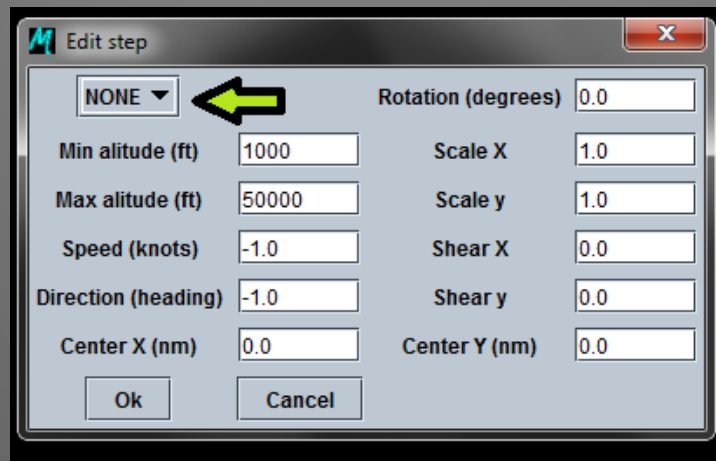 Edit step
NONE Rotation (degrees) 0.0
Min alitude (ft) 1000 Scale X 1.0
Max alitude (ft) 50000 Scale y 1.0
Speed (knots) -1.0 Shear X 0.0
Direction (heading) -1.0 Shear y 0.0
Center X (nm) 0.0 Center Y (nm) 0.0
Ok Cancel